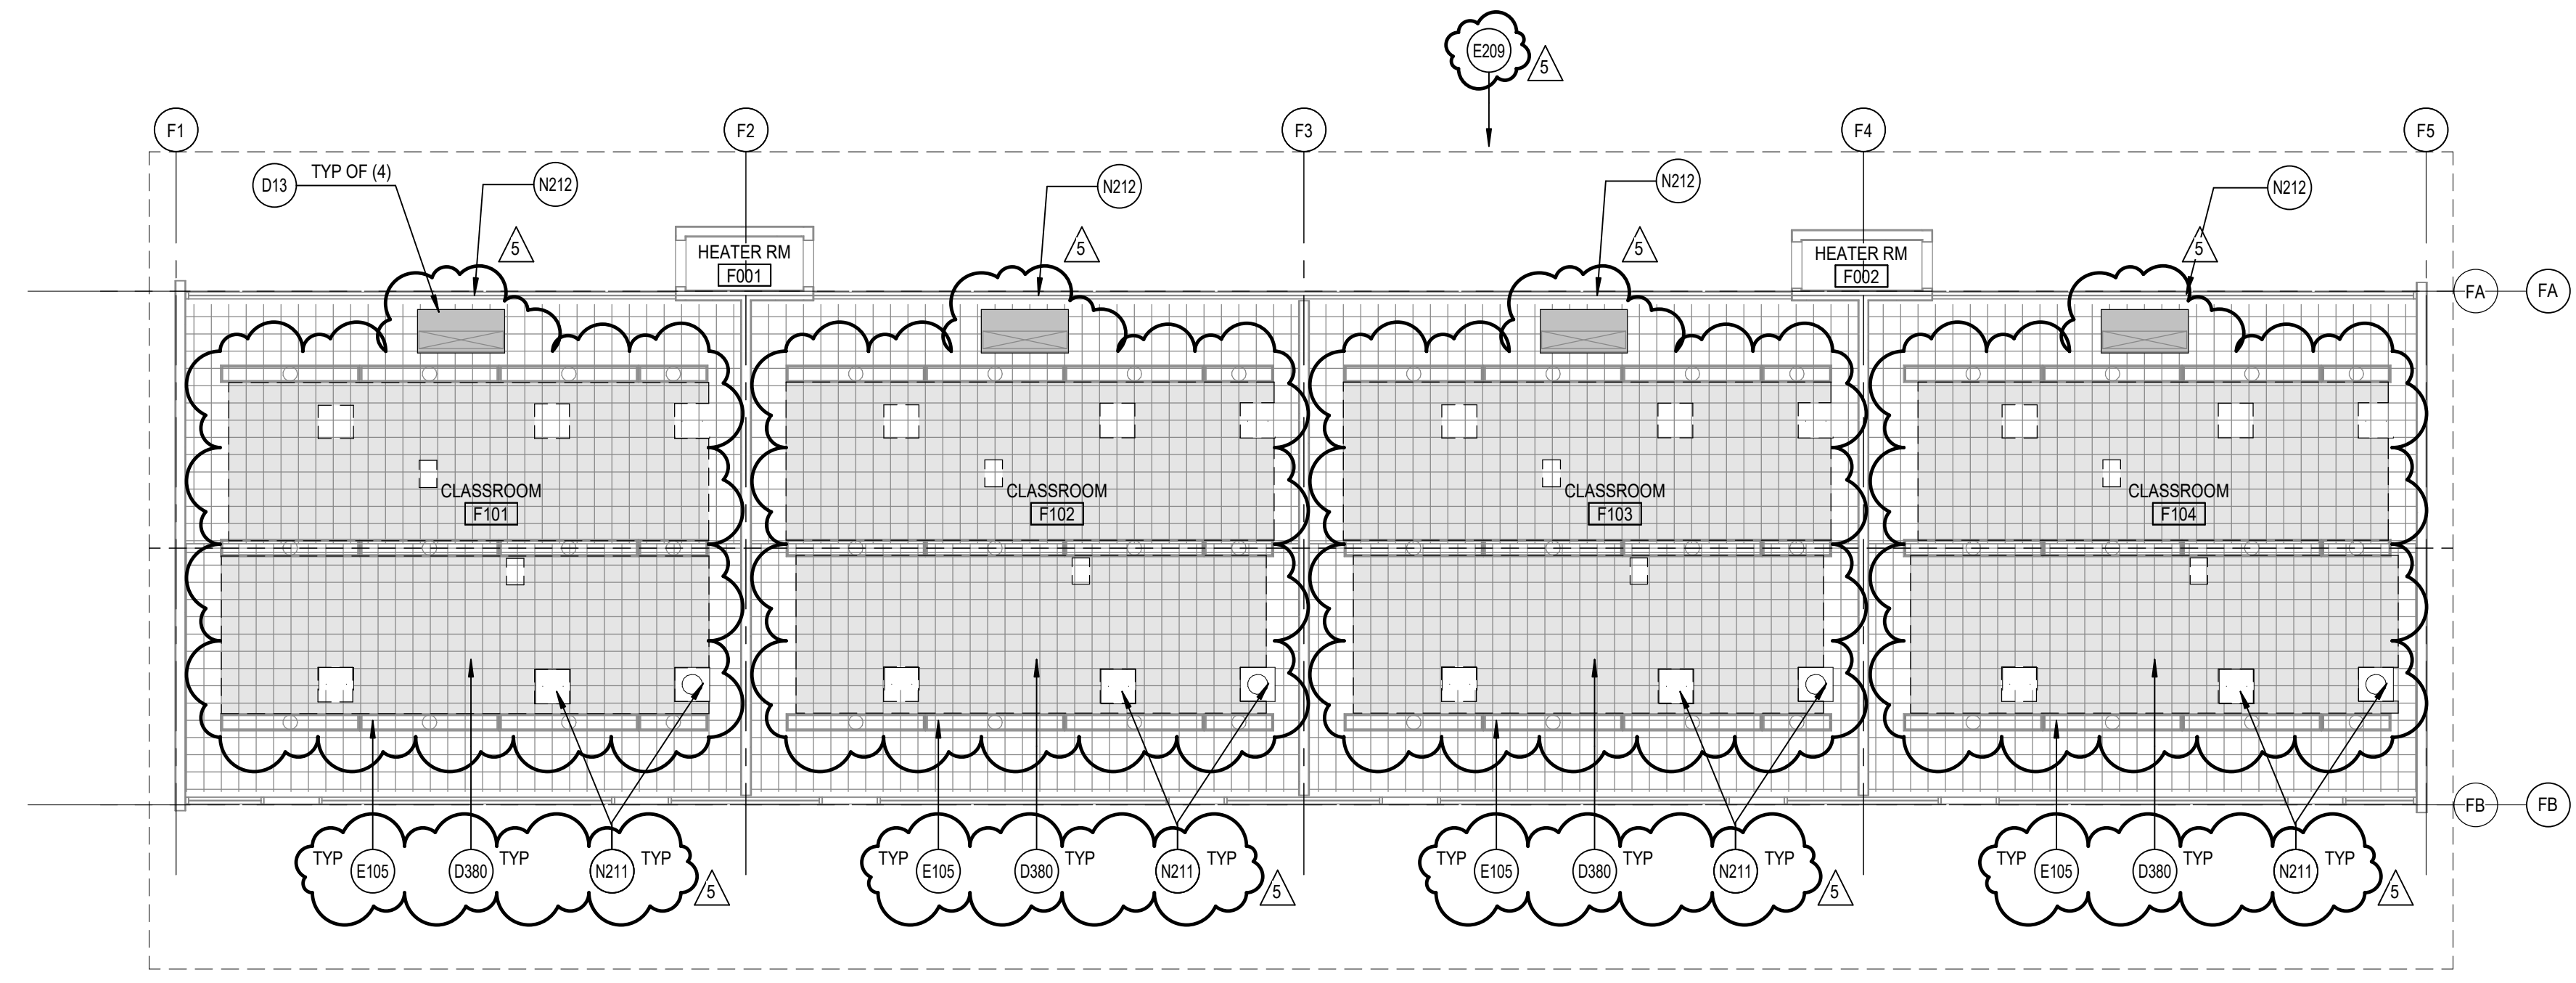 E209
5
F1
F2
F3
F4
F5
D13
TYP OF (4)
N212
N212
N212
N212
5
5
5
5
HEATER RM
F001
HEATER RM
F002
FA
FA
CLASSROOM
F101
CLASSROOM
F102
CLASSROOM
F103
CLASSROOM
F104
FB
FB
TYP
E105
D380
TYP
N211
TYP
5
TYP
E105
D380
TYP
N211
TYP
5
TYP
E105
D380
TYP
N211
TYP
5
TYP
E105
D380
TYP
N211
TYP
5